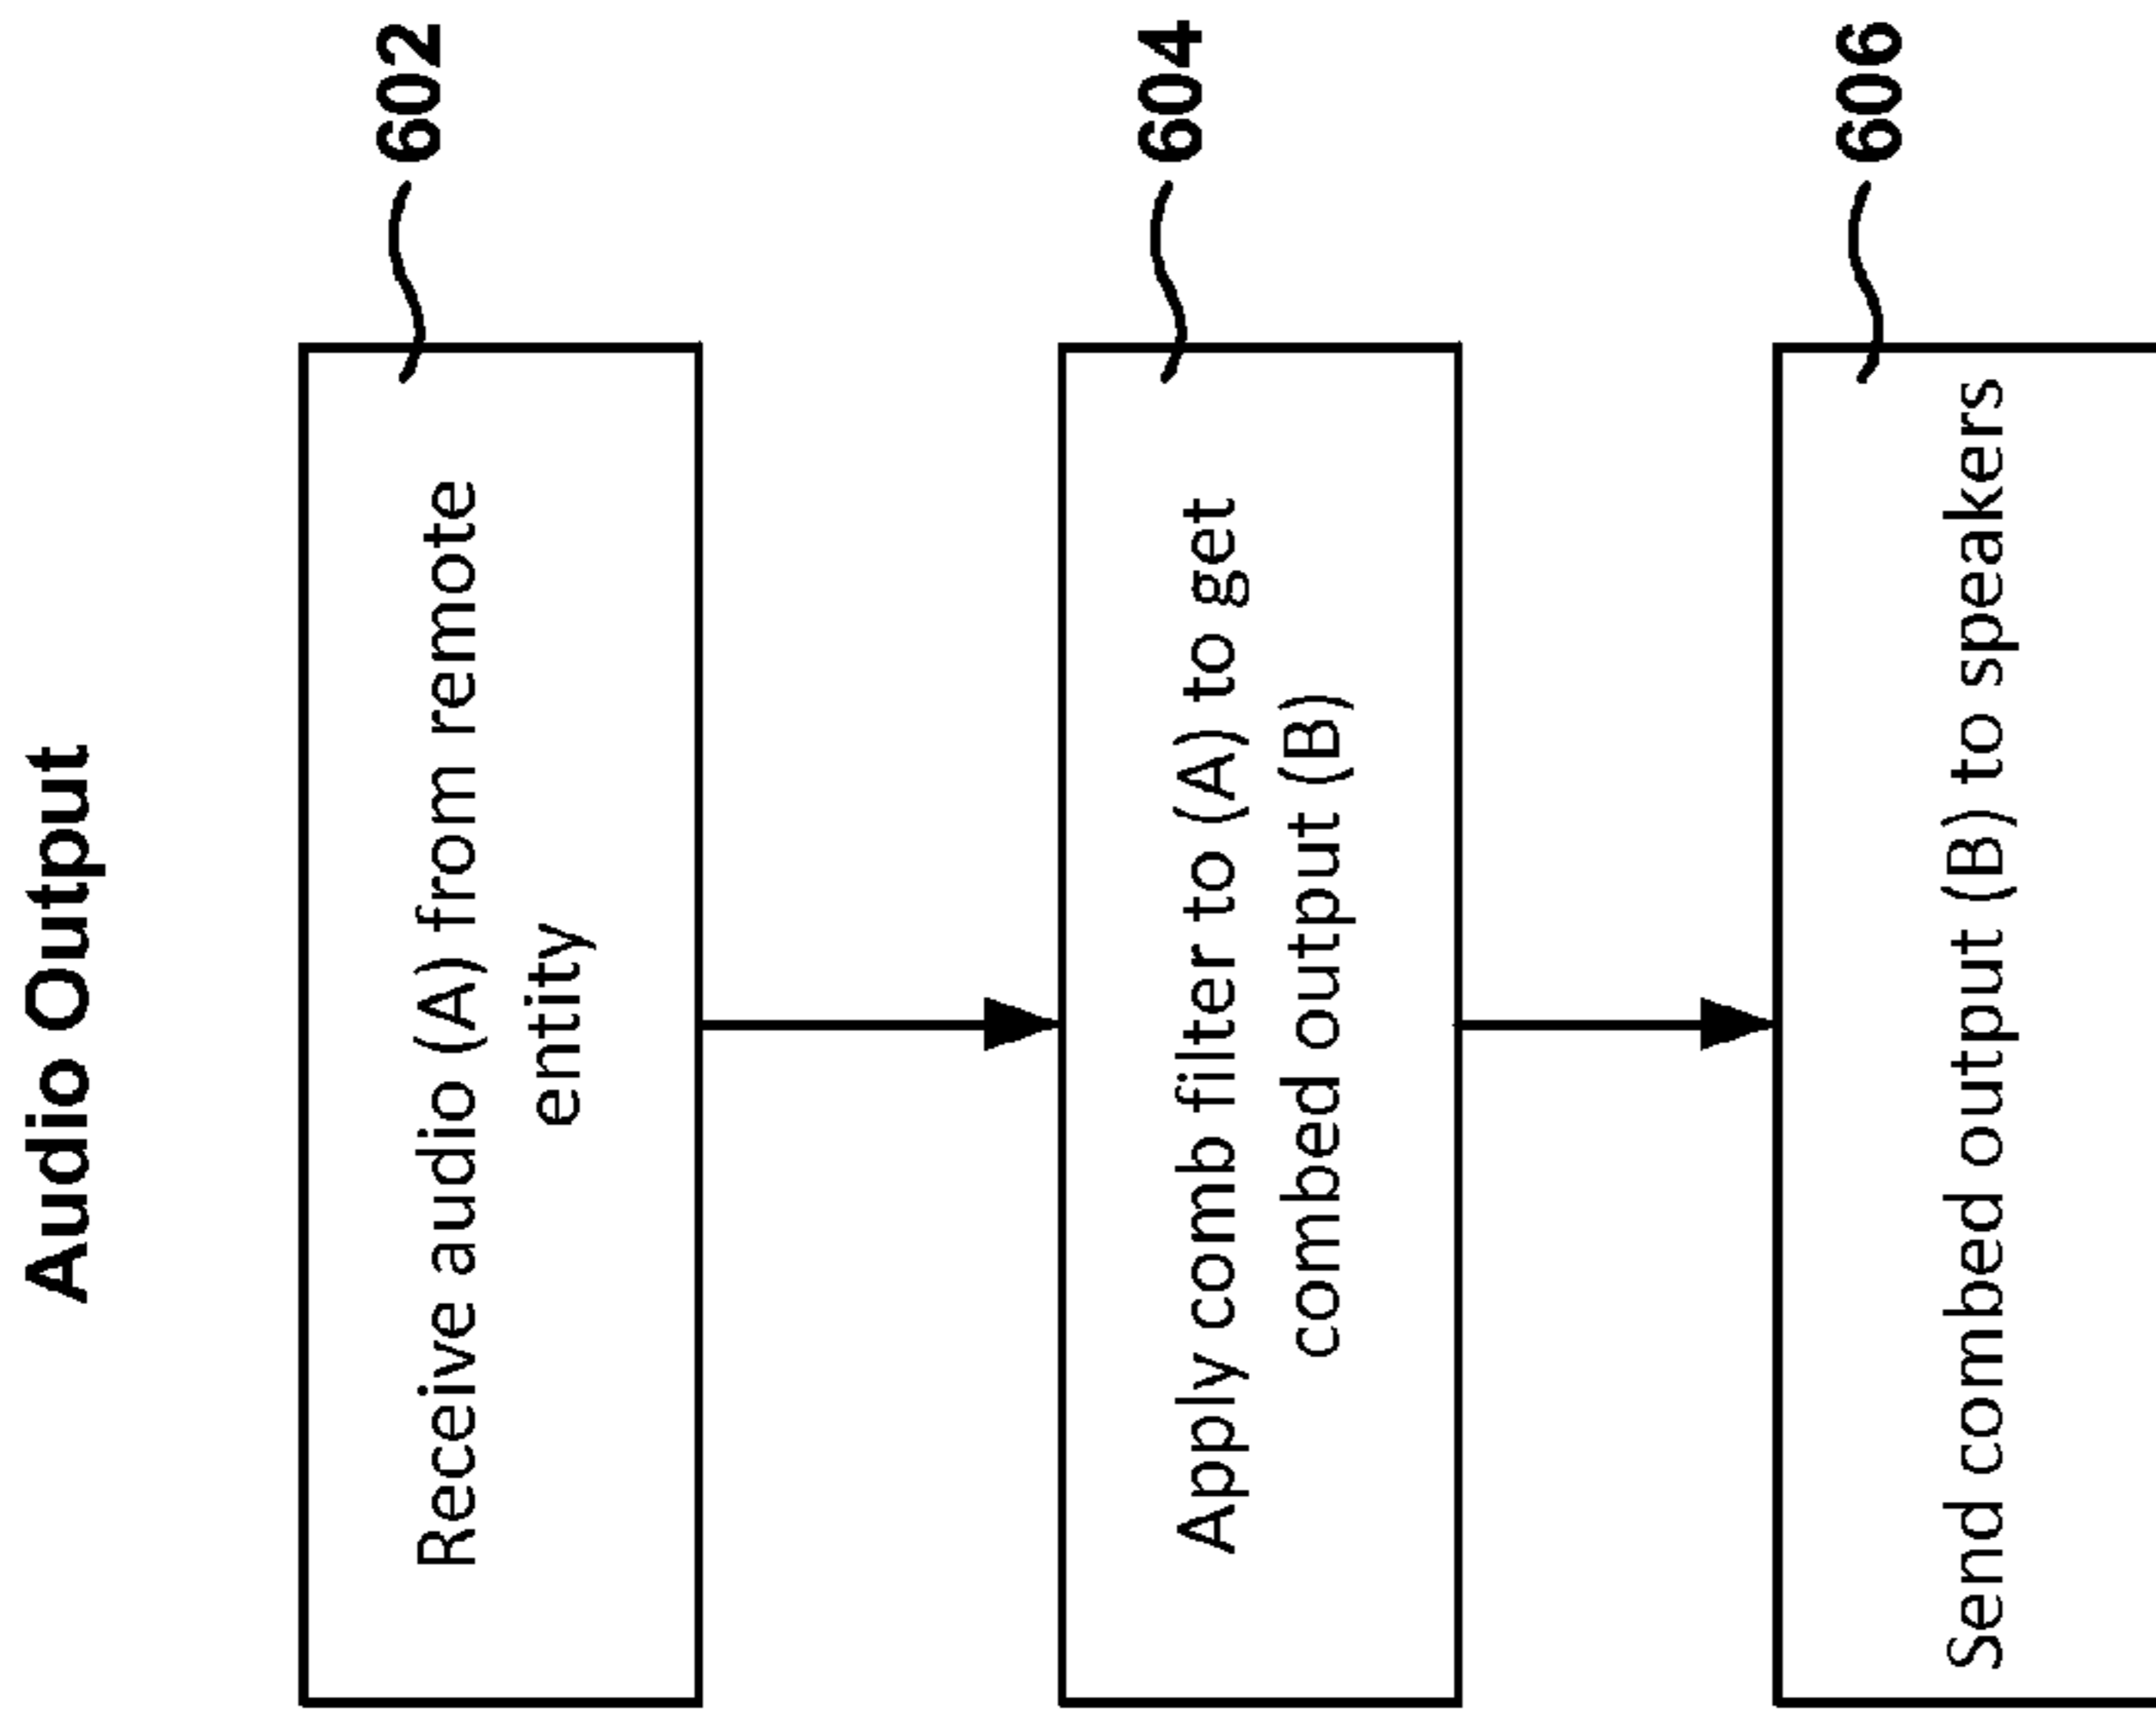 Audio Output
602
Receive audio (A) from remote
entity
604
Apply comb filter to (A) to get
combed output (B)
606
Send combed output (B) to speakers